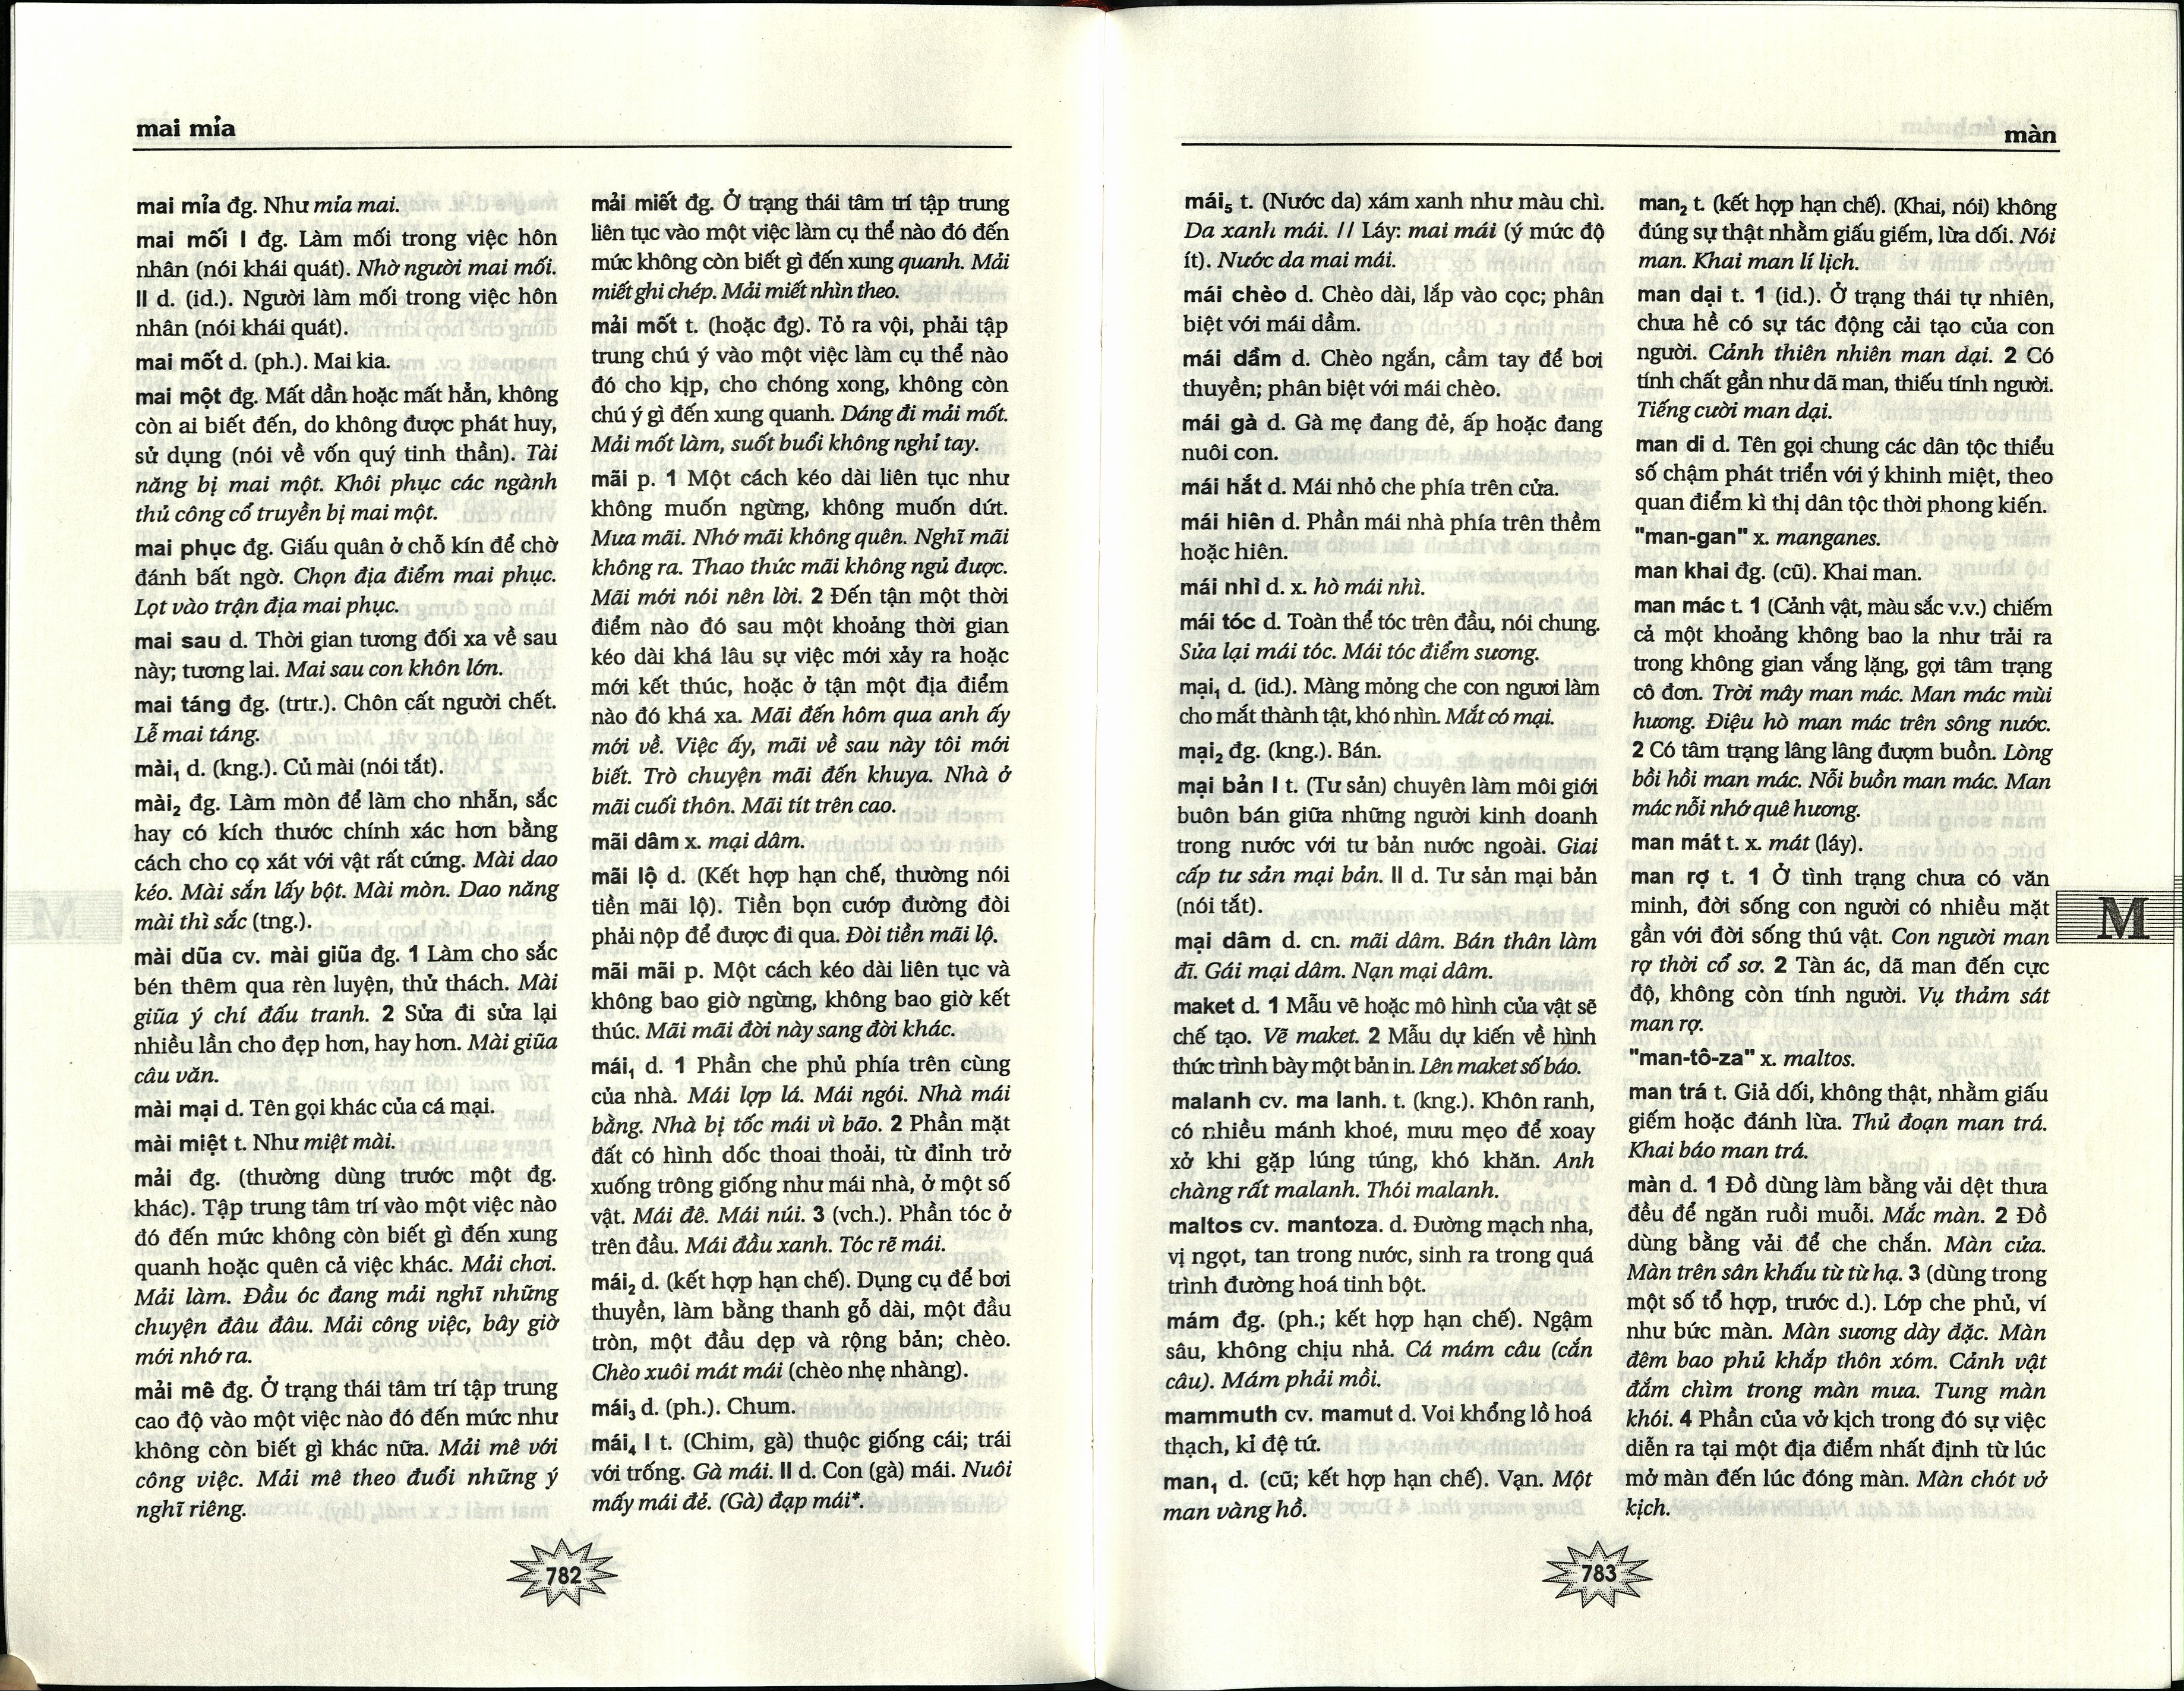 mai mỉa
mai mỉa đg. Như mỉa mai.
mai mối I đg. Làm mối trong việc hôn
nhân (nói khái quát). Nhờ người mai mối.
II d. (id.). Người làm mối trong việc hôn
nhân (nói khái quát).
mai mốt d. (ph.). Mai kia.
mai một đg. Mất dần hoặc mất hẳn, không
còn ai biết đến, do không được phát huy,
sử dụng (nói về vốn quý tinh thần). Tài
năng bị mai một. Khôi phục các ngành
thủ công cổ truyền bị mai một.
mai phục đg. Giấu quân ở chỗ kín để chờ
đánh bất ngờ. Chọn địa điểm mai phục.
Lọt vào trận địa mai phục.
mai sau d. Thời gian tương đối xa về sau
này; tương lai. Mai sau con khôn lớn.
mai táng đg. (trtr.). Chôn cất người chết.
Lễ mai táng.
mài₁ d. (kng.). Củ mài (nói tắt).
mài₂ đg. Làm mòn để làm cho nhẵn, sắc
hay có kích thước chính xác hơn bằng
cách cho cọ xát với vật rất cứng. Mài dao
kéo. Mài sắn lấy bột. Mài mòn. Dao năng
mài thì sắc (tng.).
mài dũa cv. mài giũa đg. 1 Làm cho sắc
bén thêm qua rèn luyện, thử thách. Mài
giũa ý chí đấu tranh. 2 Sửa đi sửa lại
nhiều lần cho đẹp hơn, hay hơn. Mài giũa
câu văn.
mài mại d. Tên gọi khác của cá mại.
mài miệt t. Như miệt mài.
mải đg. (thường dùng trước một đg.
khác). Tập trung tâm trí vào một việc nào
đó đến mức không còn biết gì đến xung
quanh hoặc quên cả việc khác. Mải chơi.
Mải làm. Đầu óc đang mải nghĩ những
chuyện đâu đâu. Mải công việc, bây giờ
mới nhớ ra.
mải mê đg. Ở trạng thái tâm trí tập trung
cao độ vào một việc nào đó đến mức như
không còn biết gì khác nữa. Mải mê với
công việc. Mải mê theo đuổi những ý
nghĩ riêng.
mải miết đg. Ở trạng thái tâm trí tập trung
liên tục vào một việc làm cụ thể nào đó đến
mức không còn biết gì đến xung quanh. Mải
miết ghi chép. Mải miết nhìn theo.
mải mốt t. (hoặc đg). Tỏ ra vội, phải tập
trung chú ý vào một việc làm cụ thể nào
đó cho kịp, cho chóng xong, không còn
chú ý gì đến xung quanh. Dáng đi mải mốt.
Mải mốt làm, suốt buổi không nghỉ tay.
mãi p. 1 Một cách kéo dài liên tục như
không muốn ngừng, không muốn dứt.
Mưa mãi. Nhớ mãi không quên. Nghĩ mãi
không ra. Thao thức mãi không ngủ được.
Mãi mới nói nên lời. 2 Đến tận một thời
điểm nào đó sau một khoảng thời gian
kéo dài khá lâu sự việc mới xảy ra hoặc
mới kết thúc, hoặc ở tận một địa điểm
nào đó khá xa. Mãi đến hôm qua anh ấy
mới về. Việc ấy, mãi về sau này tôi mới
biết. Trò chuyện mãi đến khuya. Nhà ở
mãi cuối thôn. Mãi tít trên cao.
mãi dâm x. mại dâm.
mãi lộ d. (Kết hợp hạn chế, thường nói
tiền mãi lộ). Tiền bọn cướp đường đòi
phải nộp để được đi qua. Đòi tiền mãi lộ.
mãi mãi p. Một cách kéo dài liên tục và
không bao giờ ngừng, không bao giờ kết
thúc. Mãi mãi đời này sang đời khác.
mái₁ d. 1 Phần che phủ phía trên cùng
của nhà. Mái lợp lá. Mái ngói. Nhà mái
bằng. Nhà bị tốc mái vì bão. 2 Phần mặt
đất có hình dốc thoai thoải, từ đỉnh trở
xuống trông giống như mái nhà, ở một số
vật. Mái đê. Mái núi. 3 (vch.). Phần tóc ở
trên đầu. Mái đầu xanh. Tóc rẽ mái.
mái₂ d. (kết hợp hạn chế). Dụng cụ để bơi
thuyền, làm bằng thanh gỗ dài, một đầu
tròn, một đầu dẹp và rộng bản; chèo.
Chèo xuôi mát mái (chèo nhẹ nhàng).
mái₃ d. (ph.). Chum.
mái₄ I t. (Chim, gà) thuộc giống cái; trái
với trống. Gà mái. II d. Con (gà) mái. Nuôi
mấy mái đẻ. (Gà) đạp mái*.
782
màn
mái₅ t. (Nước da) xám xanh như màu chì.
Da xanh mái. // Láy: mai mái (ý mức độ
ít). Nước da mai mái.
mái chèo d. Chèo dài, lắp vào cọc; phân
biệt với mái dầm.
mái dầm d. Chèo ngắn, cầm tay để bơi
thuyền; phân biệt với mái chèo.
mái gà d. Gà mẹ đang đẻ, ấp hoặc đang
nuôi con.
mái hắt d. Mái nhỏ che phía trên cửa.
mái hiên d. Phần mái nhà phía trên thềm
hoặc hiên.
mái nhì d. x. hò mái nhì.
mái tóc d. Toàn thể tóc trên đầu, nói chung.
Sửa lại mái tóc. Mái tóc điểm sương.
mại₁ d. (id.). Màng mỏng che con ngươi làm
cho mắt thành tật, khó nhìn. Mắt có mại.
mại₂ đg. (kng.). Bán.
mại bản I t. (Tư sản) chuyên làm môi giới
buôn bán giữa những người kinh doanh
trong nước với tư bản nước ngoài. Giai
cấp tư sản mại bản. II d. Tư sản mại bản
(nói tắt).
mại dâm d. cn. mãi dâm. Bán thân làm
đĩ. Gái mại dâm. Nạn mại dâm.
maket d. 1 Mẫu vẽ hoặc mô hình của vật sẽ
chế tạo. Vẽ maket. 2 Mẫu dự kiến về hình
thức trình bày một bản in. Lên maket số báo.
malanh cv. ma lanh. t. (kng.). Khôn ranh,
có nhiều mánh khoé, mưu mẹo để xoay
xở khi gặp lúng túng, khó khăn. Anh
chàng rất malanh. Thói malanh.
maltos cv. mantoza. d. Đường mạch nha,
vị ngọt, tan trong nước, sinh ra trong quá
trình đường hoá tinh bột.
mám đg. (ph.; kết hợp hạn chế). Ngậm
sâu, không chịu nhả. Cá mám câu (cắn
câu). Mám phải mồi.
mammuth cv. mamut d. Voi khổng lồ hoá
thạch, kỉ đệ tứ.
man₁ d. (cũ; kết hợp hạn chế). Vạn. Một
man vàng hồ.
man₂ t. (kết hợp hạn chế). (Khai, nói) không
đúng sự thật nhằm giấu giếm, lừa dối. Nói
man. Khai man lí lịch.
man dại t. 1 (id.). Ở trạng thái tự nhiên,
chưa hề có sự tác động cải tạo của con
người. Cảnh thiên nhiên man dại. 2 Có
tính chất gần như dã man, thiếu tính người.
Tiếng cười man dại.
man di d. Tên gọi chung các dân tộc thiểu
số chậm phát triển với ý khinh miệt, theo
quan điểm kì thị dân tộc thời phong kiến.
"man-gan" x. manganes.
man khai đg. (cũ). Khai man.
man mác t. 1 (Cảnh vật, màu sắc v.v.) chiếm
cả một khoảng không bao la như trải ra
trong không gian vắng lặng, gợi tâm trạng
cô đơn. Trời mây man mác. Man mác mùi
hương. Điệu hò man mác trên sông nước.
2 Có tâm trạng lâng lâng đượm buồn. Lòng
bồi hồi man mác. Nỗi buồn man mác. Man
mác nỗi nhớ quê hương.
man mát t. x. mát (láy).
man rợ t. 1 Ở tình trạng chưa có văn
minh, đời sống con người có nhiều mặt
gần với đời sống thú vật. Con người man
rợ thời cổ sơ. 2 Tàn ác, dã man đến cực
độ, không còn tính người. Vụ thảm sát
man rợ.
"man-tô-za" x. maltos.
man trá t. Giả dối, không thật, nhằm giấu
giếm hoặc đánh lừa. Thủ đoạn man trá.
Khai báo man trá.
màn d. 1 Đồ dùng làm bằng vải dệt thưa
đều để ngăn ruồi muỗi. Mắc màn. 2 Đồ
dùng bằng vải để che chắn. Màn cửa.
Màn trên sân khấu từ từ hạ. 3 (dùng trong
một số tổ hợp, trước d.). Lớp che phủ, ví
như bức màn. Màn sương dày đặc. Màn
đêm bao phủ khắp thôn xóm. Cảnh vật
đắm chìm trong màn mưa. Tung màn
khói. 4 Phần của vở kịch trong đó sự việc
diễn ra tại một địa điểm nhất định từ lúc
mở màn đến lúc đóng màn. Màn chót vở
kịch.
M
783